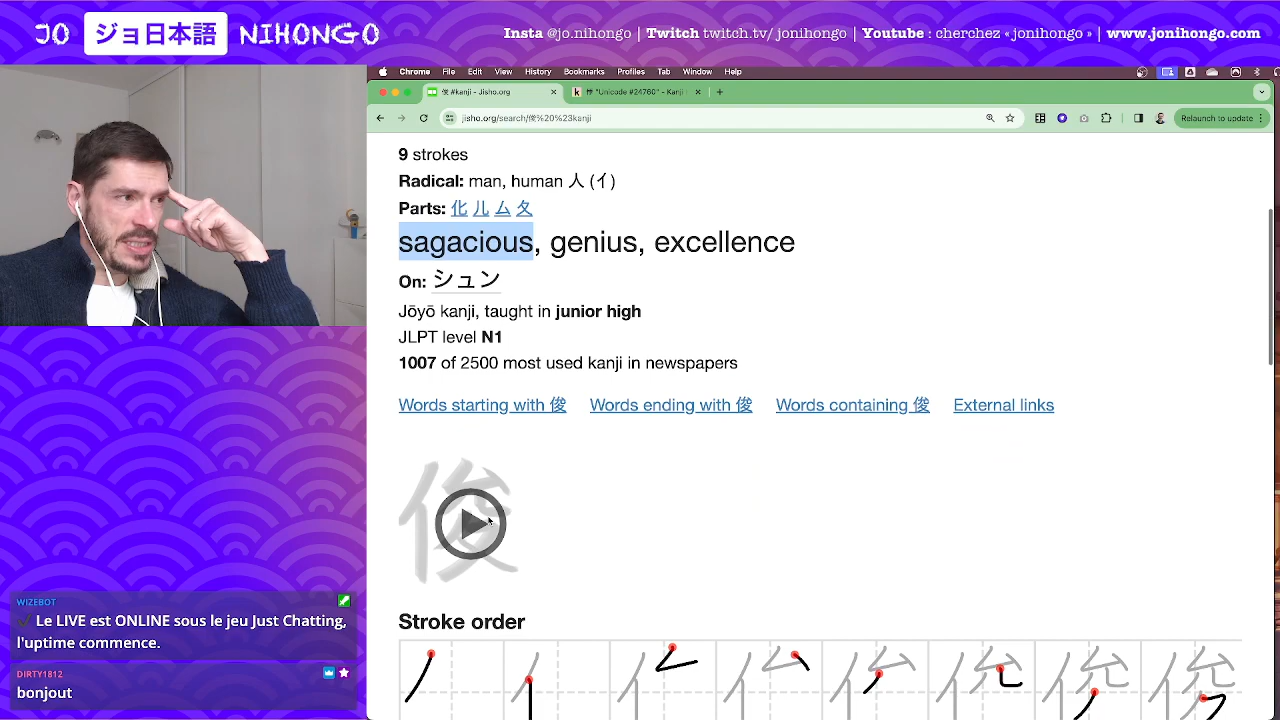 JO ジョ日本語 NIHONGO
Insta @jo.nihongo | Twitch twitch.tv/ jonihongo | Youtube : cherchez « jonihongo » | www.jonihongo.com
Chrome File Edit View History Bookmarks Profiles Tab Window Help
俊 #kanji - Jisho.org
"Unicode #24760" - Kanji
jisho.org/search/俊%20%23kanji
Relaunch to update
9 strokes
Radical: man, human 人 (亻)
Parts: 化 儿 厶 夂
sagacious, genius, excellence
On: シュン
Jōyō kanji, taught in junior high
JLPT level N1
1007 of 2500 most used kanji in newspapers
Words starting with 俊 Words ending with 俊 Words containing 俊 External links
俊
Stroke order
WIZEBOT
Le LIVE est ONLINE sous le jeu Just Chatting,
l'uptime commence.
DIRTY1812
bonjout